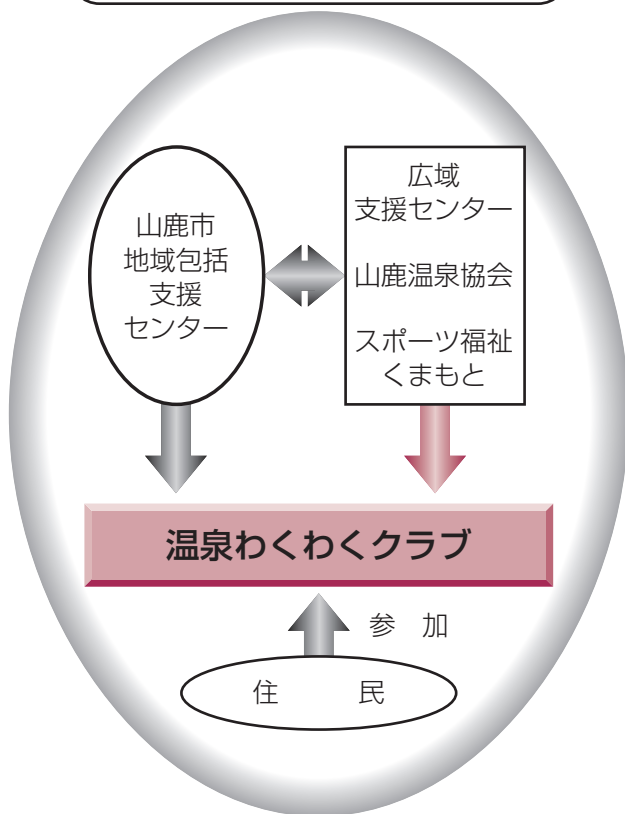 山鹿市
地域包括
支援
センター
広域
支援センター
山鹿温泉協会
スポーツ福祉
くまもと
温泉わくわくクラブ
参 加
住 民